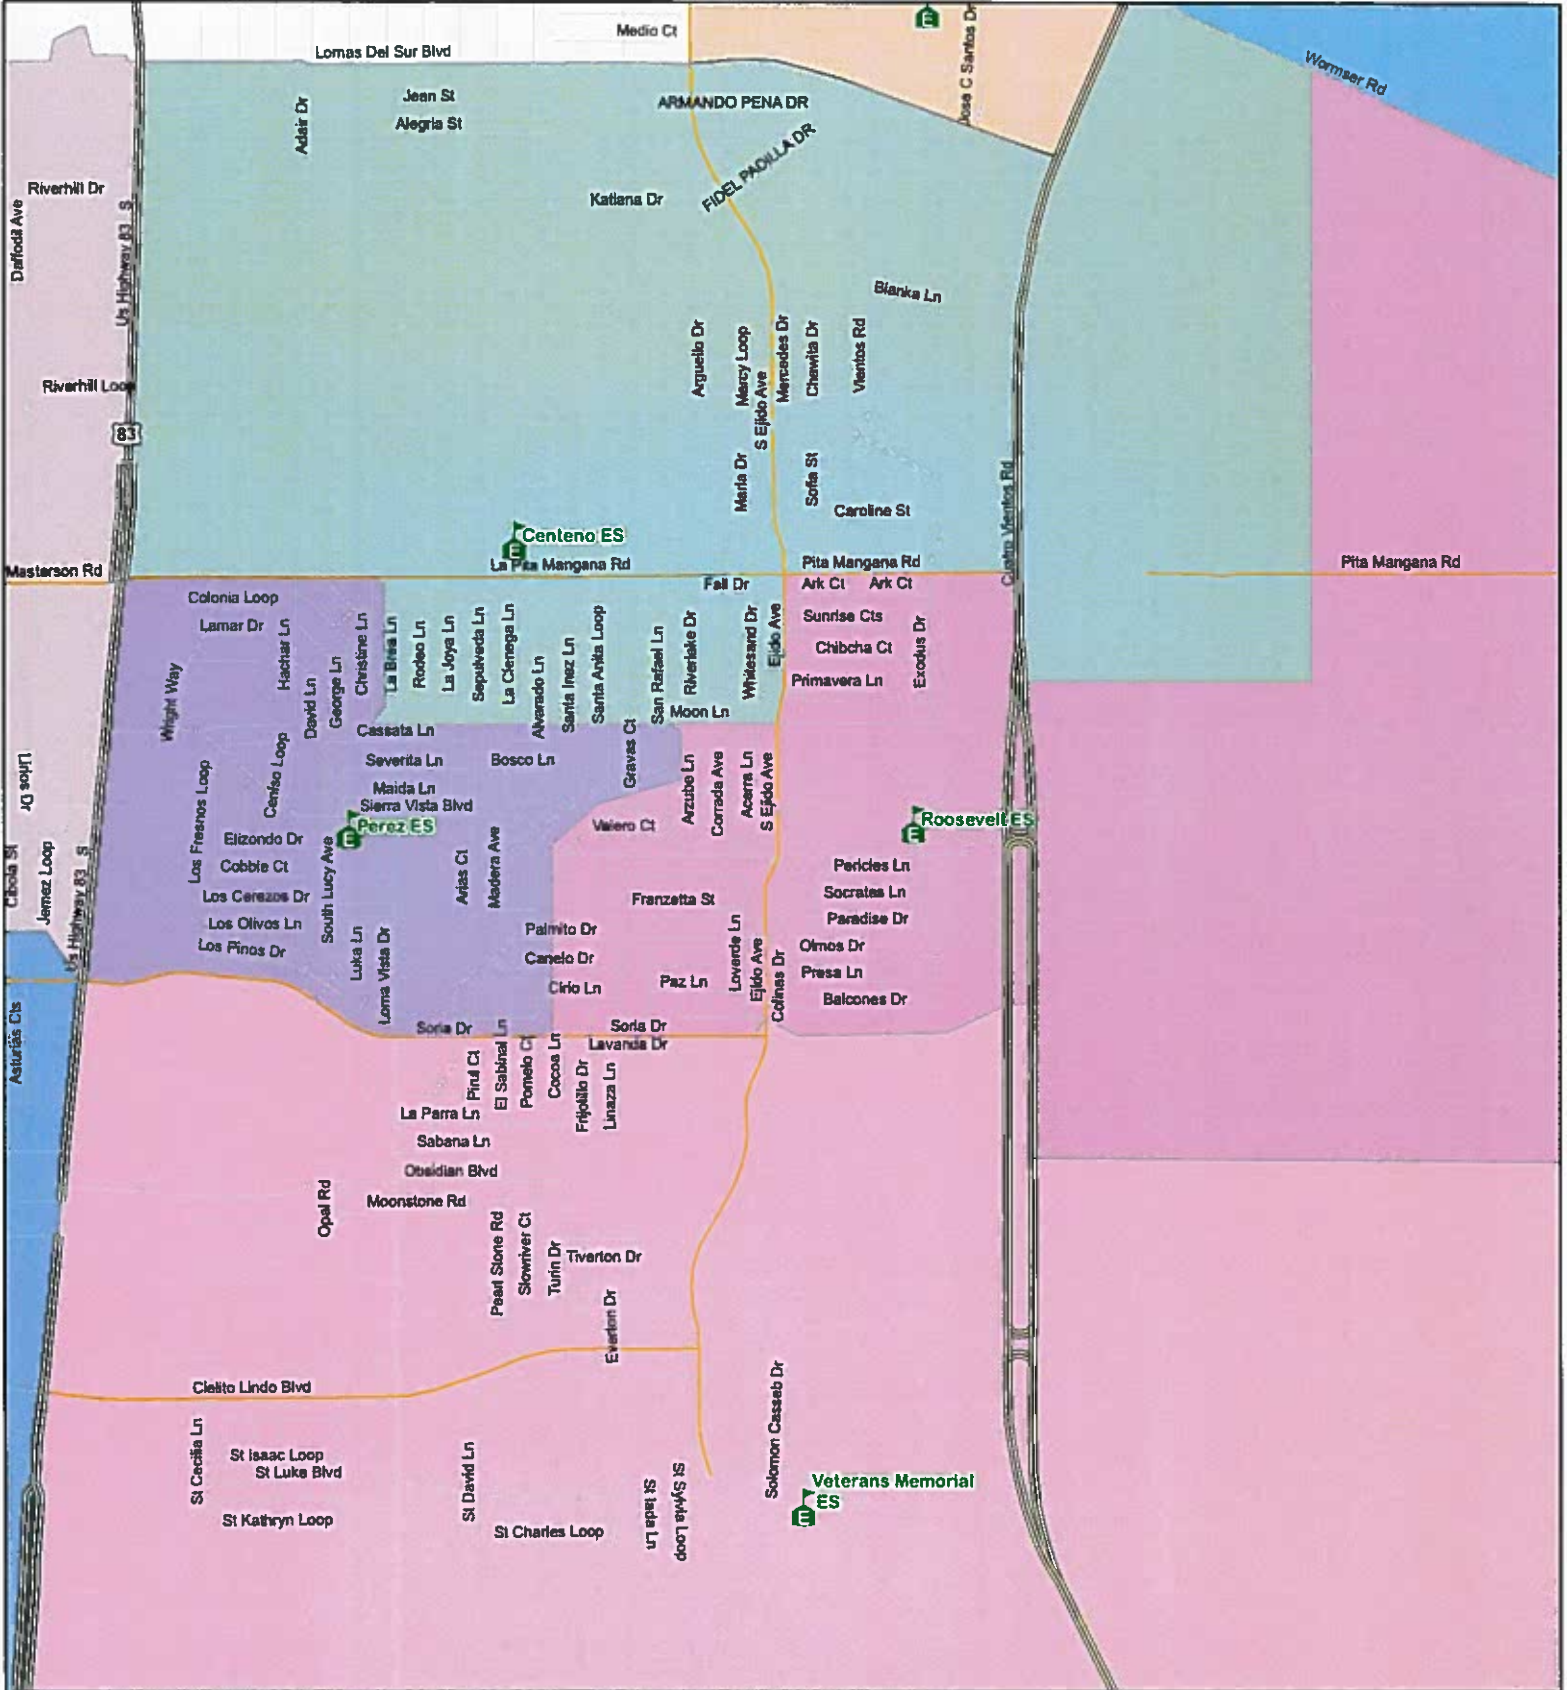 Medio Ct
Jose C Santos Dr
Lomas Del Sur Blvd
Wormser Rd
Jean St
ARMANDO PENA DR
Adair Dr
Alegria St
FIDEL PADILLA DR
Riverhill Dr
Katiana Dr
Daffodil Ave
Us Highway 83 S
Bianka Ln
Arguello Dr
Mercy Loop
Mercedes Dr
Chawita Dr
Vientos Rd
Riverhill Loop
S Ejido Ave
83
Maria Dr
Sofia St
Caroline St
Cuatro Vientos Rd
Centeno ES
E
Masterson Rd
La Pita Mangana Rd
Pita Mangana Rd
Pita Mangana Rd
Fall Dr
Ark Ct
Ark Ct
Colonia Loop
Lamar Dr
Hachar Ln
Christine Ln
La Brea Ln
Rodeo Ln
La Joya Ln
Sepulveda Ln
La Cienega Ln
Santa Anita Loop
Riverlake Dr
Whitesand Dr
Ejido Ave
Sunrise Cts
Chibcha Ct
Exodus Dr
Primavera Ln
Wright Way
David Ln
George Ln
Alvarado Ln
Santa Inez Ln
San Rafael Ln
Moon Ln
Cassata Ln
Gravas Ct
Severita Ln
Bosco Ln
Linos Dr
Los Fresnos Loop
Ceniso Loop
Maida Ln
Sierra Vista Blvd
Arzube Ln
Corrada Ave
Acerra Ln
S Ejido Ave
Perez ES
E
Valero Ct
Roosevelt ES
E
Elizondo Dr
Cibola St
Jemez Loop
Cobble Ct
South Lucy Ave
Arias Ct
Madera Ave
Pericles Ln
Los Cerezos Dr
Franzetta St
Socrates Ln
Us Highway 83 S
Los Olivos Ln
Palmito Dr
Paradise Dr
Los Pinos Dr
Luka Ln
Loma Vista Dr
Canelo Dr
Loverde Ln
Ejido Ave
Colinas Dr
Olmos Dr
Cirio Ln
Paz Ln
Presa Ln
Balcones Dr
Asturias Cts
Soria Dr
Soria Dr
Lavanda Dr
Pirul Ct
El Sabinal Ln
Pomelo Ct
Cocoa Ln
Frijolillo Dr
Linaza Ln
La Parra Ln
Sabana Ln
Obsidian Blvd
Opal Rd
Moonstone Rd
Pearl Stone Rd
Slowriver Ct
Turin Dr
Tiverton Dr
Everton Dr
Cielito Lindo Blvd
Solomon Casseb Dr
St Cecilia Ln
St Isaac Loop
St Luke Blvd
St David Ln
St Kathryn Loop
St Charles Loop
St Iada Ln
St Sylvia Loop
Veterans Memorial
ES
E
E